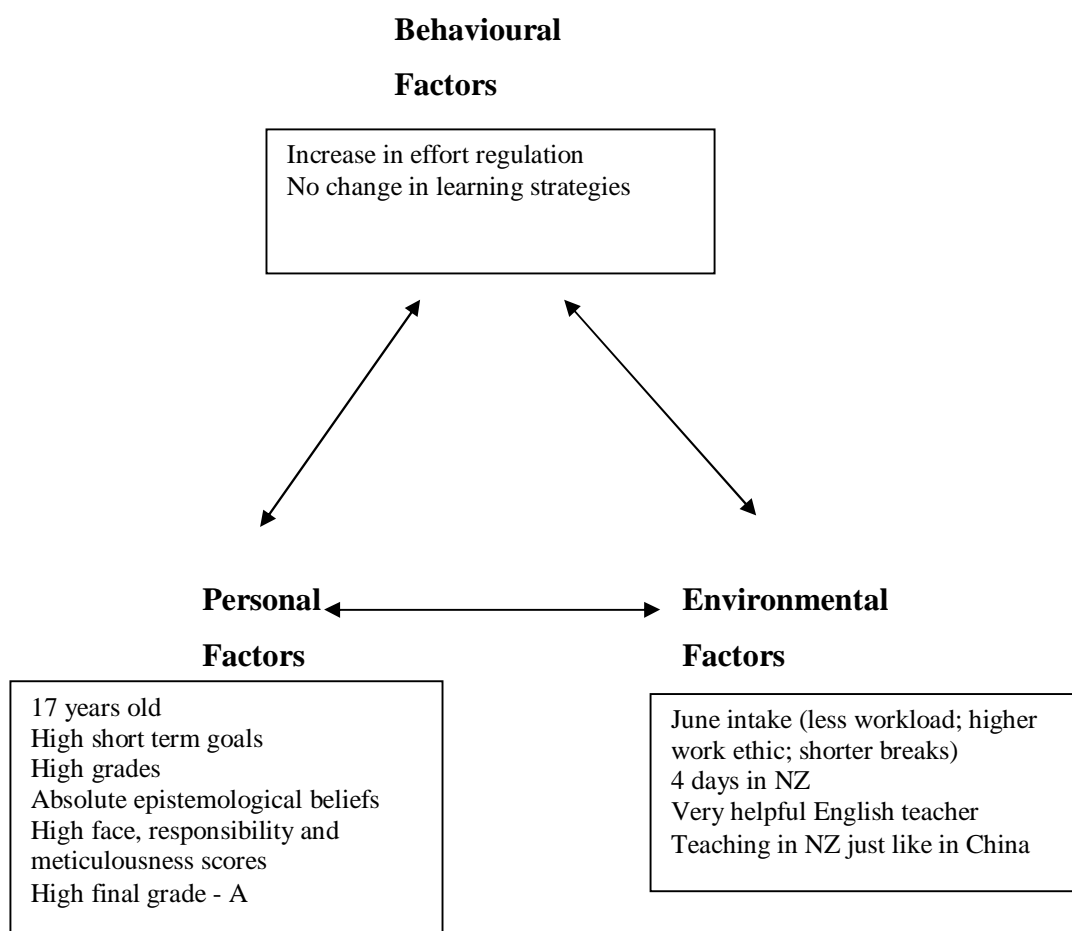 Behavioural
Factors
Increase in effort regulation
No change in learning strategies
Personal
Factors
17 years old
High short term goals
High grades
Absolute epistemological beliefs
High face, responsibility and
meticulousness scores
High final grade - A
Environmental
Factors
June intake (less workload; higher
work ethic; shorter breaks)
4 days in NZ
Very helpful English teacher
Teaching in NZ just like in China